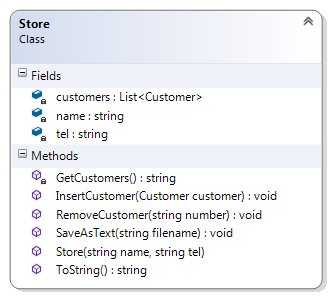 Store
Class
Fields
customers : List<Customer>
name : string
tel : string
Methods
GetCustomers() : string
InsertCustomer(Customer customer) : void
RemoveCustomer(string number) : void
SaveAsText(string filename) : void
Store(string name, string tel)
ToString() : string